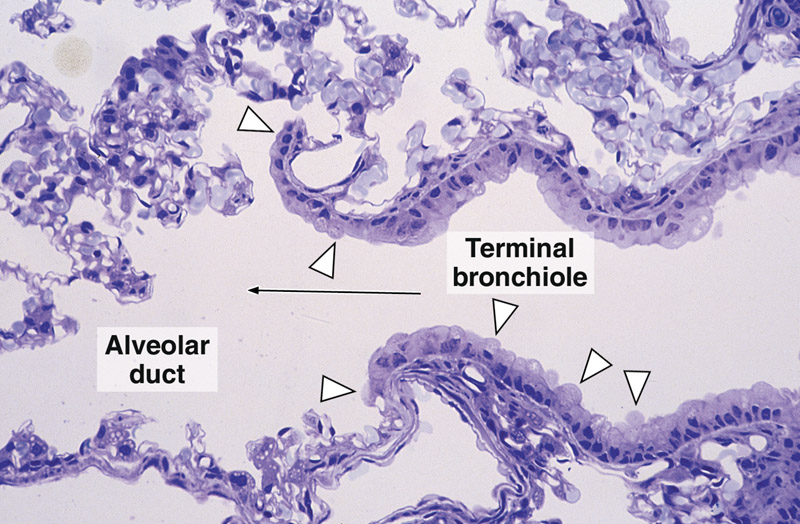 Terminal
bronchiole
Alveolar
duct